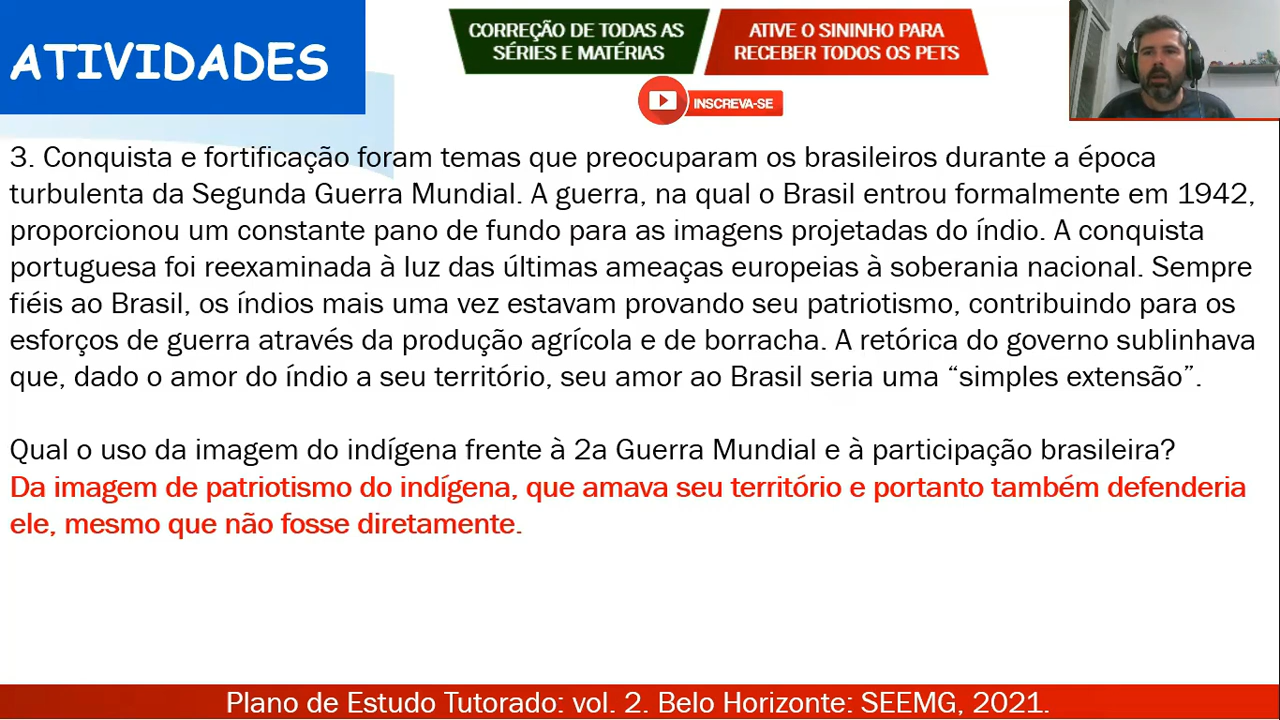 ATIVIDADES
CORREÇÃO DE TODAS AS
SÉRIES E MATÉRIAS
ATIVE O SININHO PARA
RECEBER TODOS OS PETS
INSCREVA-SE
3. Conquista e fortificação foram temas que preocuparam os brasileiros durante a época
turbulenta da Segunda Guerra Mundial. A guerra, na qual o Brasil entrou formalmente em 1942,
proporcionou um constante pano de fundo para as imagens projetadas do índio. A conquista
portuguesa foi reexaminada à luz das últimas ameaças europeias à soberania nacional. Sempre
fiéis ao Brasil, os índios mais uma vez estavam provando seu patriotismo, contribuindo para os
esforços de guerra através da produção agrícola e de borracha. A retórica do governo sublinhava
que, dado o amor do índio a seu território, seu amor ao Brasil seria uma “simples extensão”.
Qual o uso da imagem do indígena frente à 2a Guerra Mundial e à participação brasileira?
Da imagem de patriotismo do indígena, que amava seu território e portanto também defenderia
ele, mesmo que não fosse diretamente.
Plano de Estudo Tutorado: vol. 2. Belo Horizonte: SEEMG, 2021.